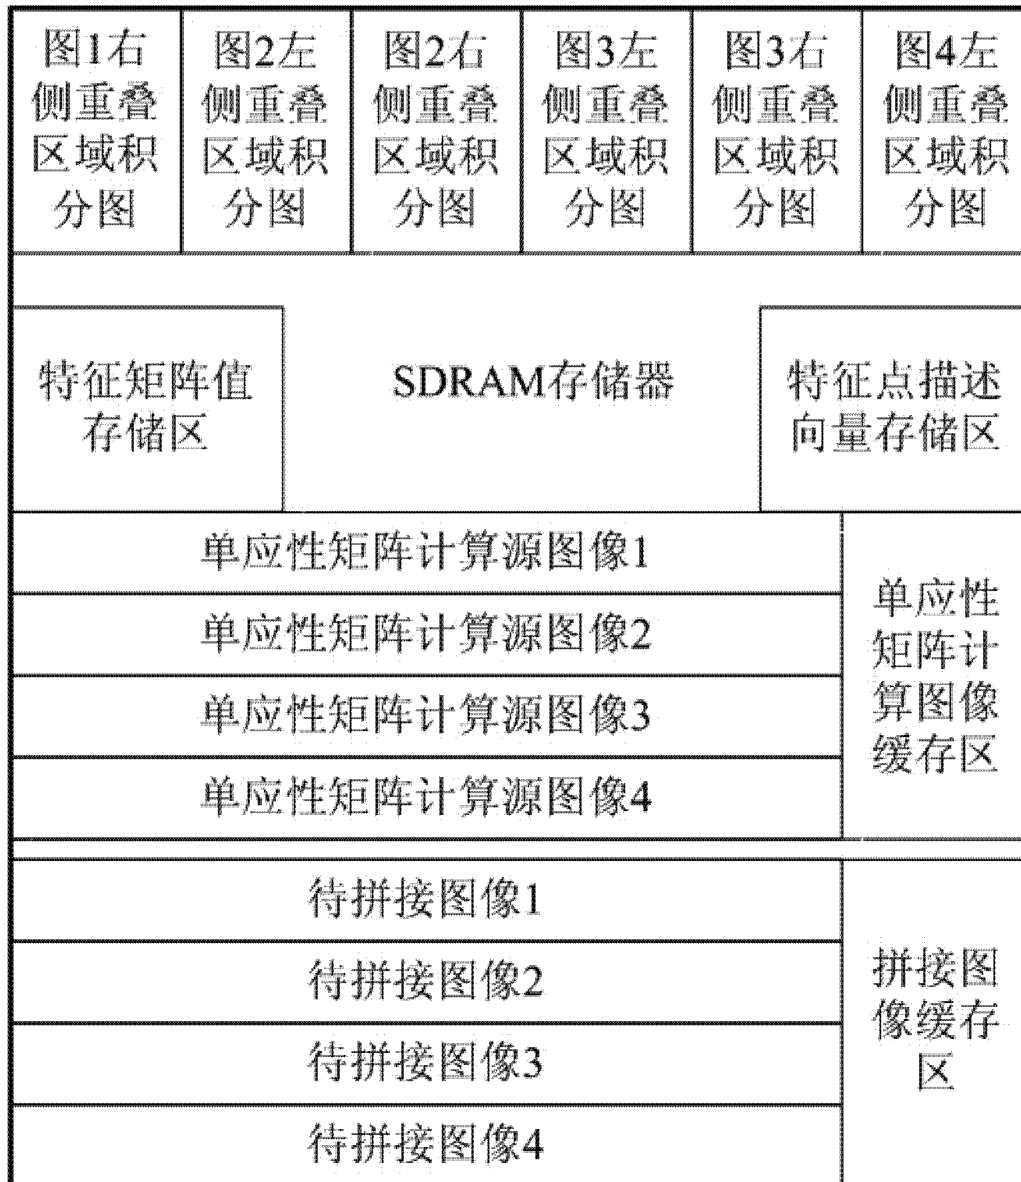 图1右
侧重叠
区域积
分图
图2左
侧重叠
区域积
分图
图2右
侧重叠
区域积
分图
图3左
侧重叠
区域积
分图
图3右
侧重叠
区域积
分图
图4左
侧重叠
区域积
分图
特征矩阵值
存储区
SDRAM存储器
特征点描述
向量存储区
单应性矩阵计算源图像1
单应性矩阵计算源图像2
单应性矩阵计算源图像3
单应性矩阵计算源图像4
单应性
矩阵计
算图像
缓存区
待拼接图像1
待拼接图像2
待拼接图像3
待拼接图像4
拼接图
像缓存
区